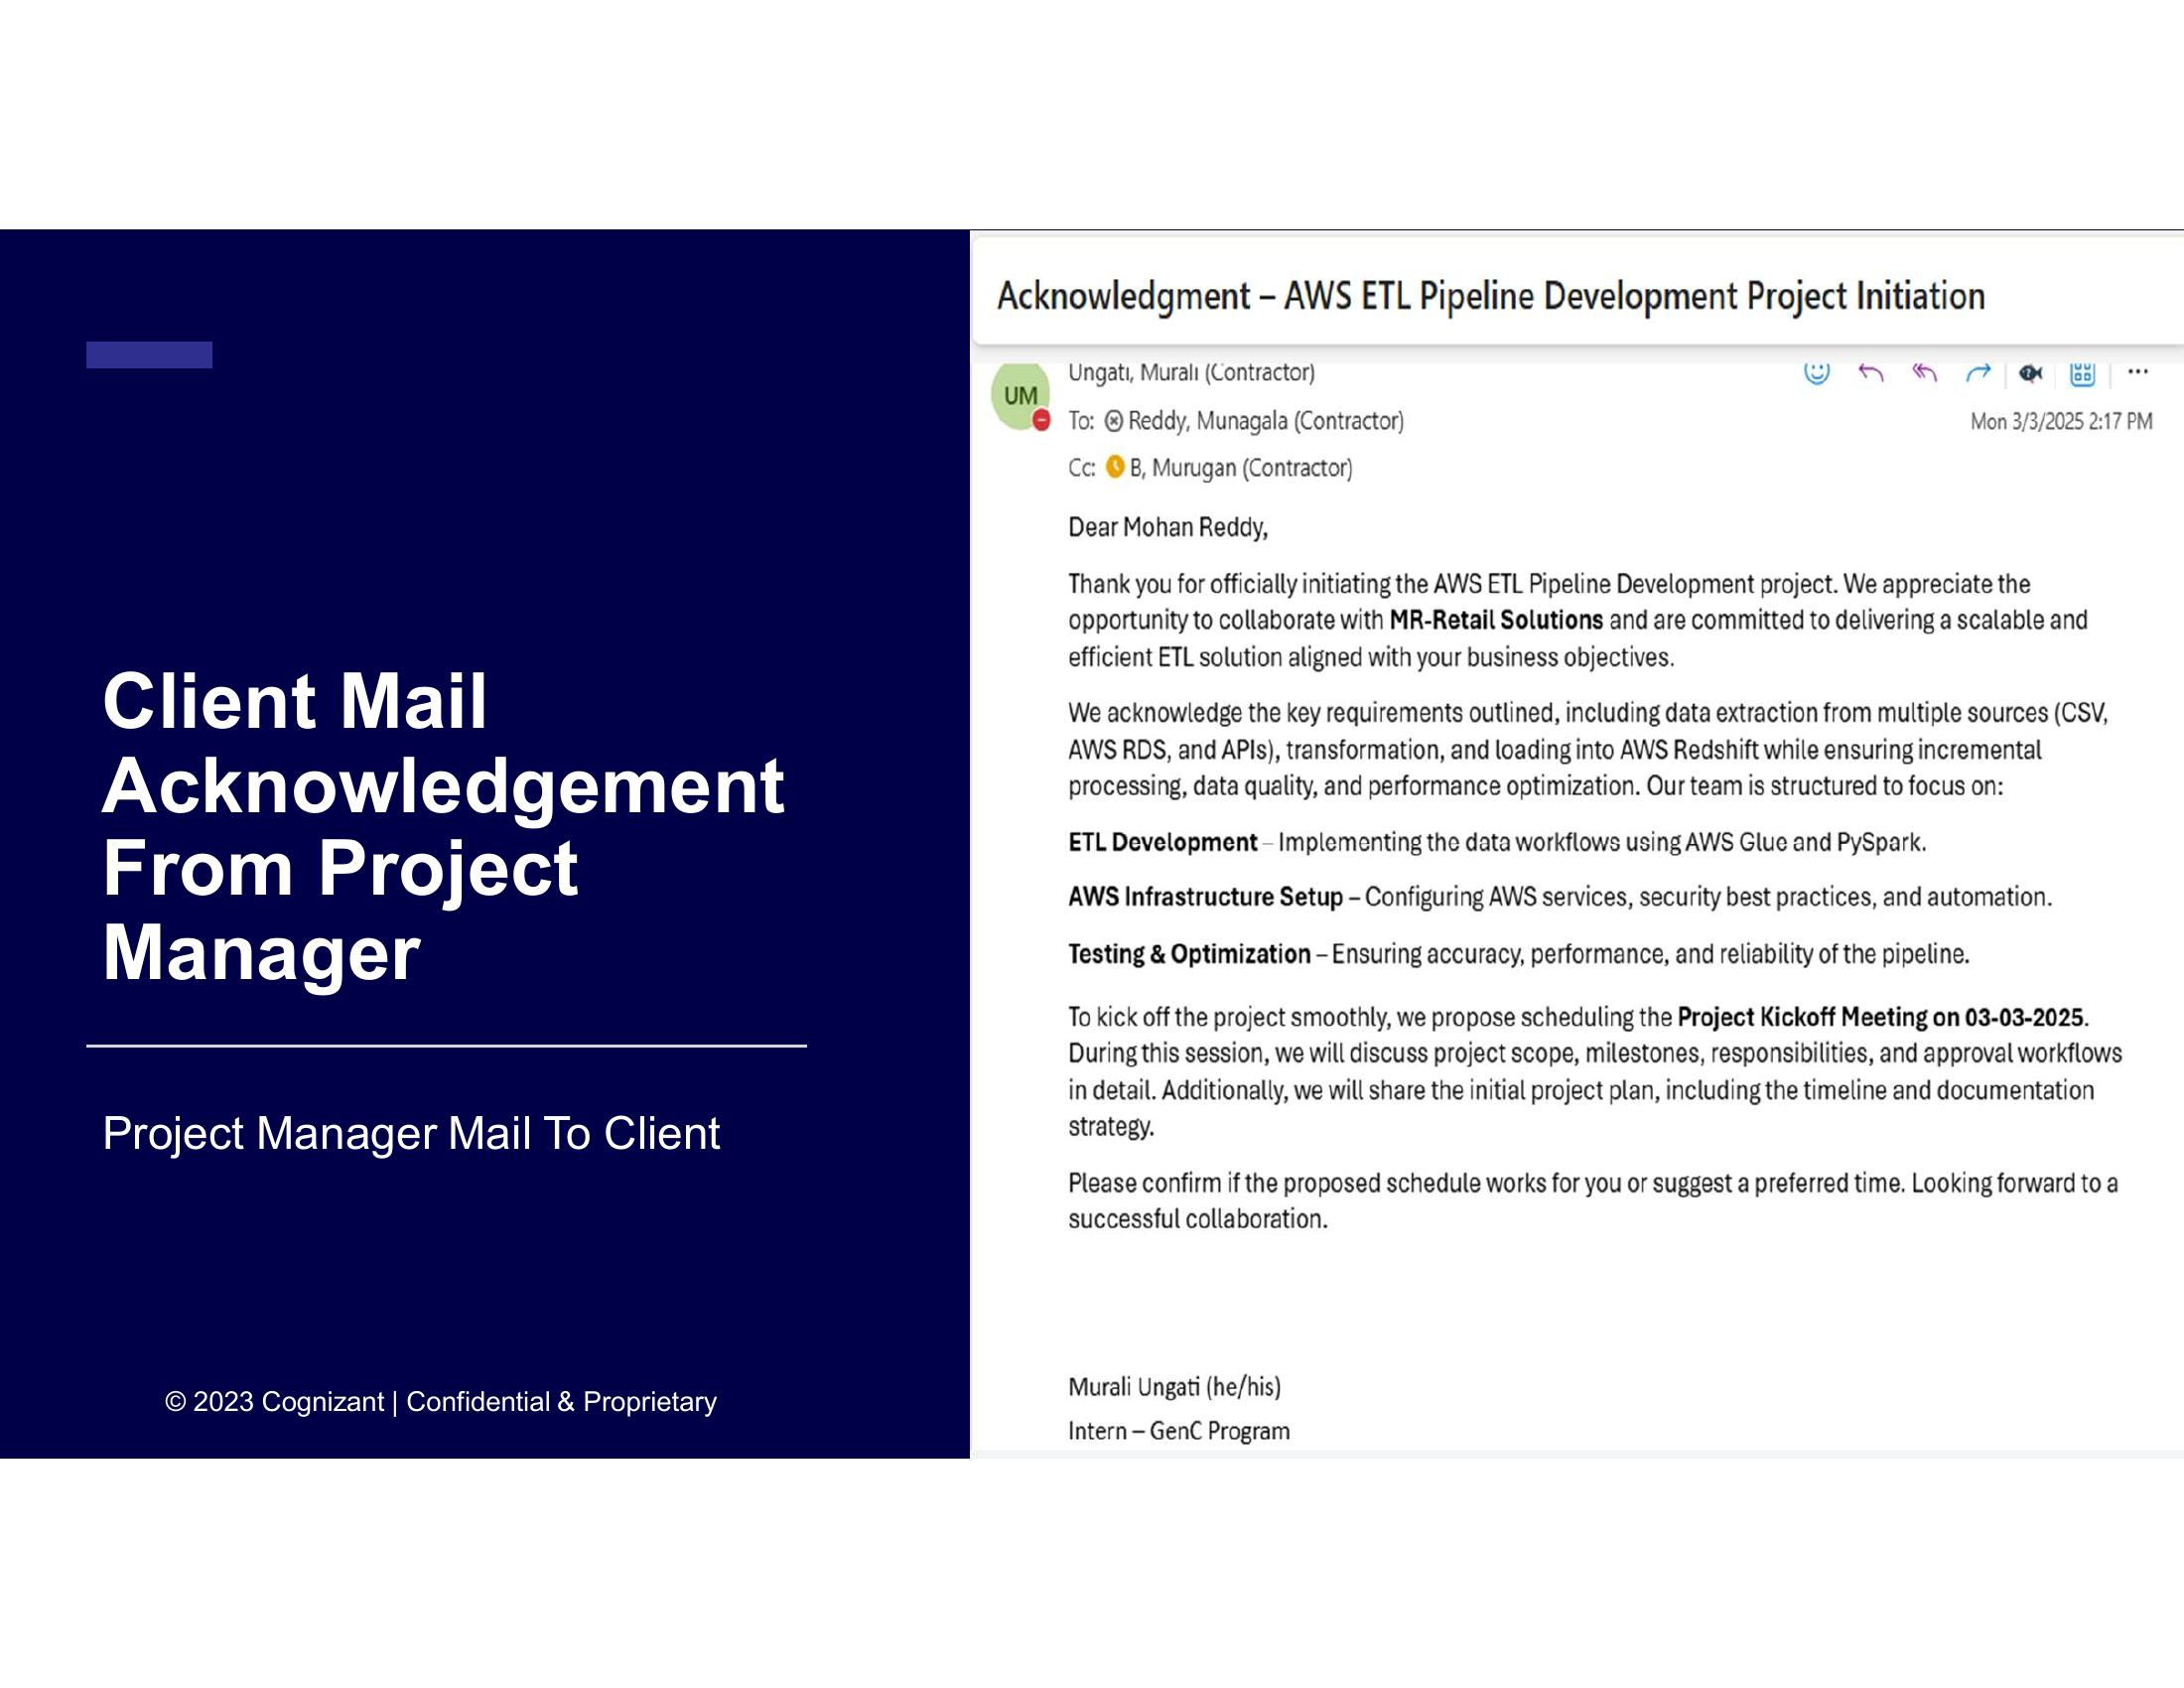 Client Mail
Acknowledgement
From Project
Manager
Project Manager Mail To Client
© 2023 Cognizant | Confidential & Proprietary
Acknowledgment – AWS ETL Pipeline Development Project Initiation
UM
Ungati, Murali (Contractor)
To: Reddy, Munagala (Contractor)
Mon 3/3/2025 2:17 PM
Cc: B, Murugan (Contractor)
Dear Mohan Reddy,
Thank you for officially initiating the AWS ETL Pipeline Development project. We appreciate the
opportunity to collaborate with MR-Retail Solutions and are committed to delivering a scalable and
efficient ETL solution aligned with your business objectives.
We acknowledge the key requirements outlined, including data extraction from multiple sources (CSV,
AWS RDS, and APIs), transformation, and loading into AWS Redshift while ensuring incremental
processing, data quality, and performance optimization. Our team is structured to focus on:
ETL Development – Implementing the data workflows using AWS Glue and PySpark.
AWS Infrastructure Setup – Configuring AWS services, security best practices, and automation.
Testing & Optimization – Ensuring accuracy, performance, and reliability of the pipeline.
To kick off the project smoothly, we propose scheduling the Project Kickoff Meeting on 03-03-2025.
During this session, we will discuss project scope, milestones, responsibilities, and approval workflows
in detail. Additionally, we will share the initial project plan, including the timeline and documentation
strategy.
Please confirm if the proposed schedule works for you or suggest a preferred time. Looking forward to a
successful collaboration.
Murali Ungati (he/his)
Intern – GenC Program